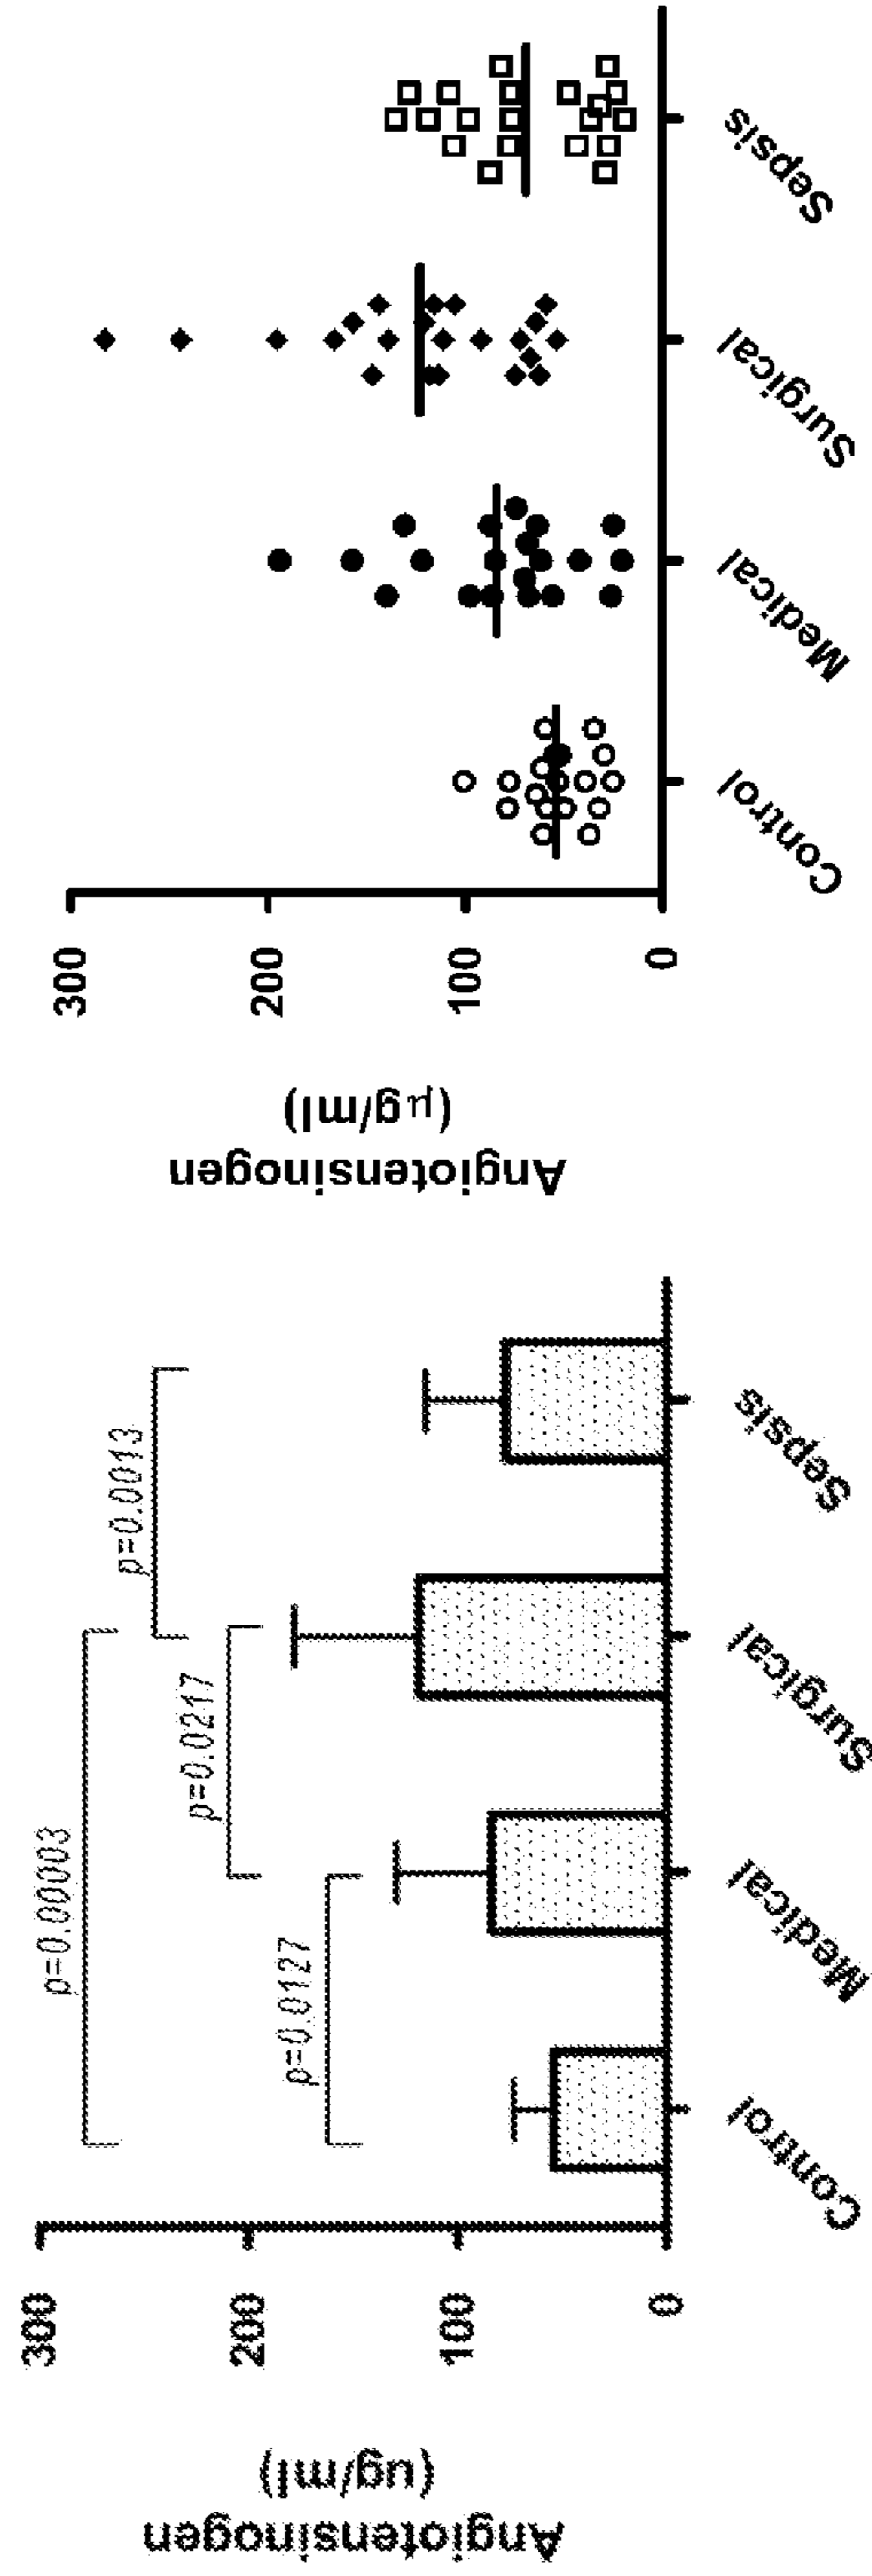 Angiotensinogen
(ug/ml)
300
200
100
0
p=0.00003
p=0.0127
p=0.0217
p=0.0013
Control
Medical
Surgical
Sepsis
Angiotensinogen
(μg/ml)
300
200
100
0
Control
Medical
Surgical
Sepsis